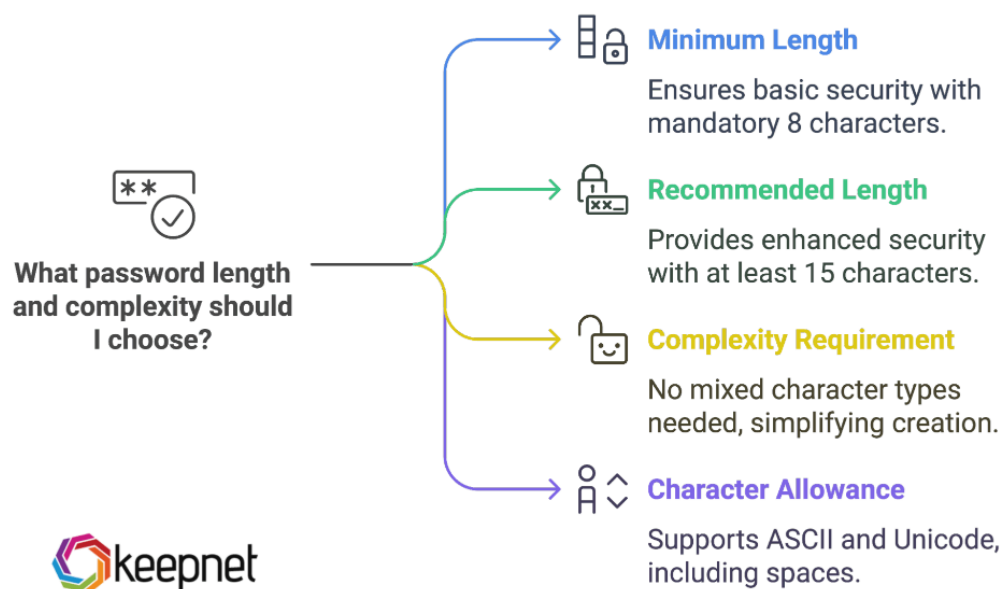 What password length
and complexity should
I choose?
Minimum Length
Ensures basic security with
mandatory 8 characters.
Recommended Length
Provides enhanced security
with at least 15 characters.
Complexity Requirement
No mixed character types
needed, simplifying creation.
Character Allowance
Supports ASCII and Unicode,
including spaces.
keepnet